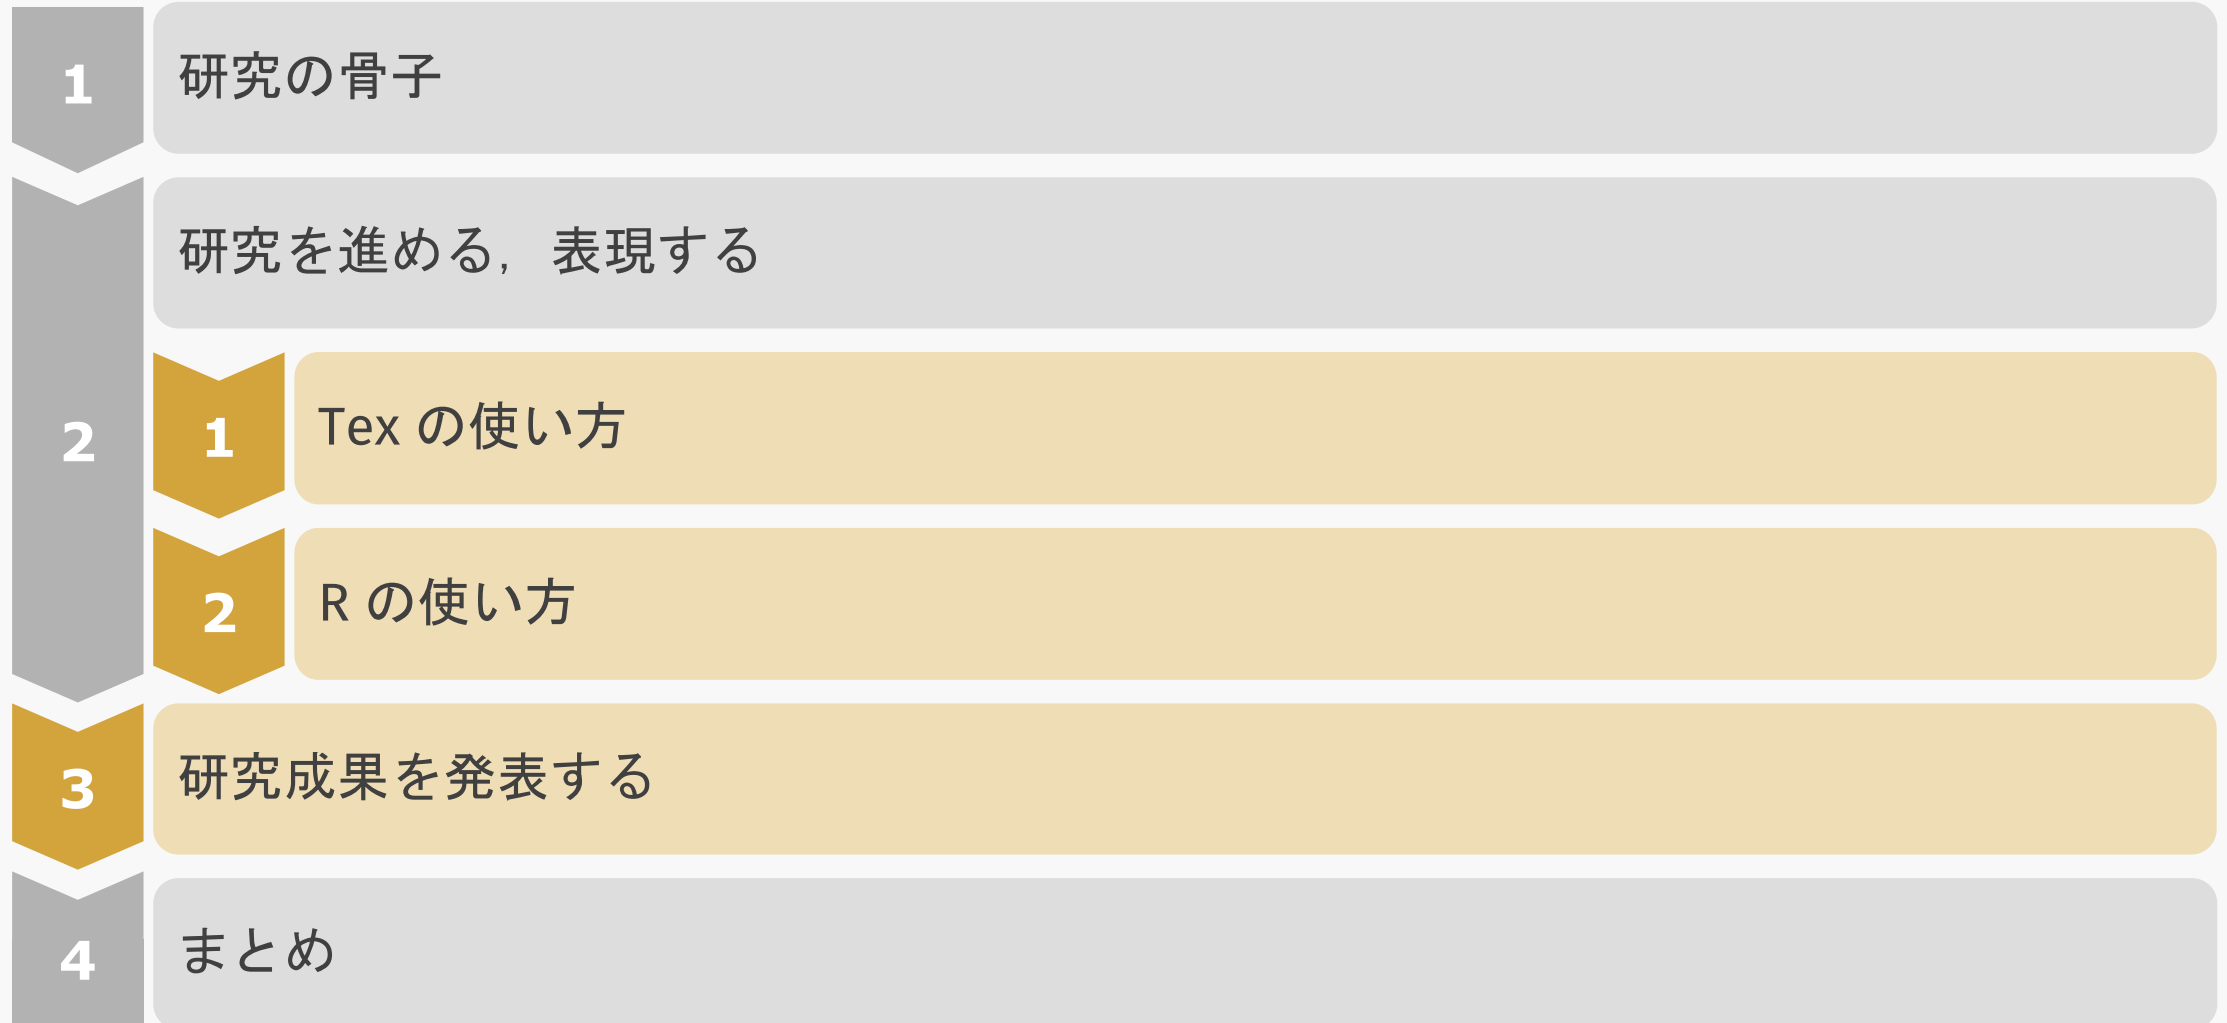 1 研究の骨子
2 研究を進める，表現する
1 Tex の使い方
2 R の使い方
3 研究成果を発表する
4 まとめ